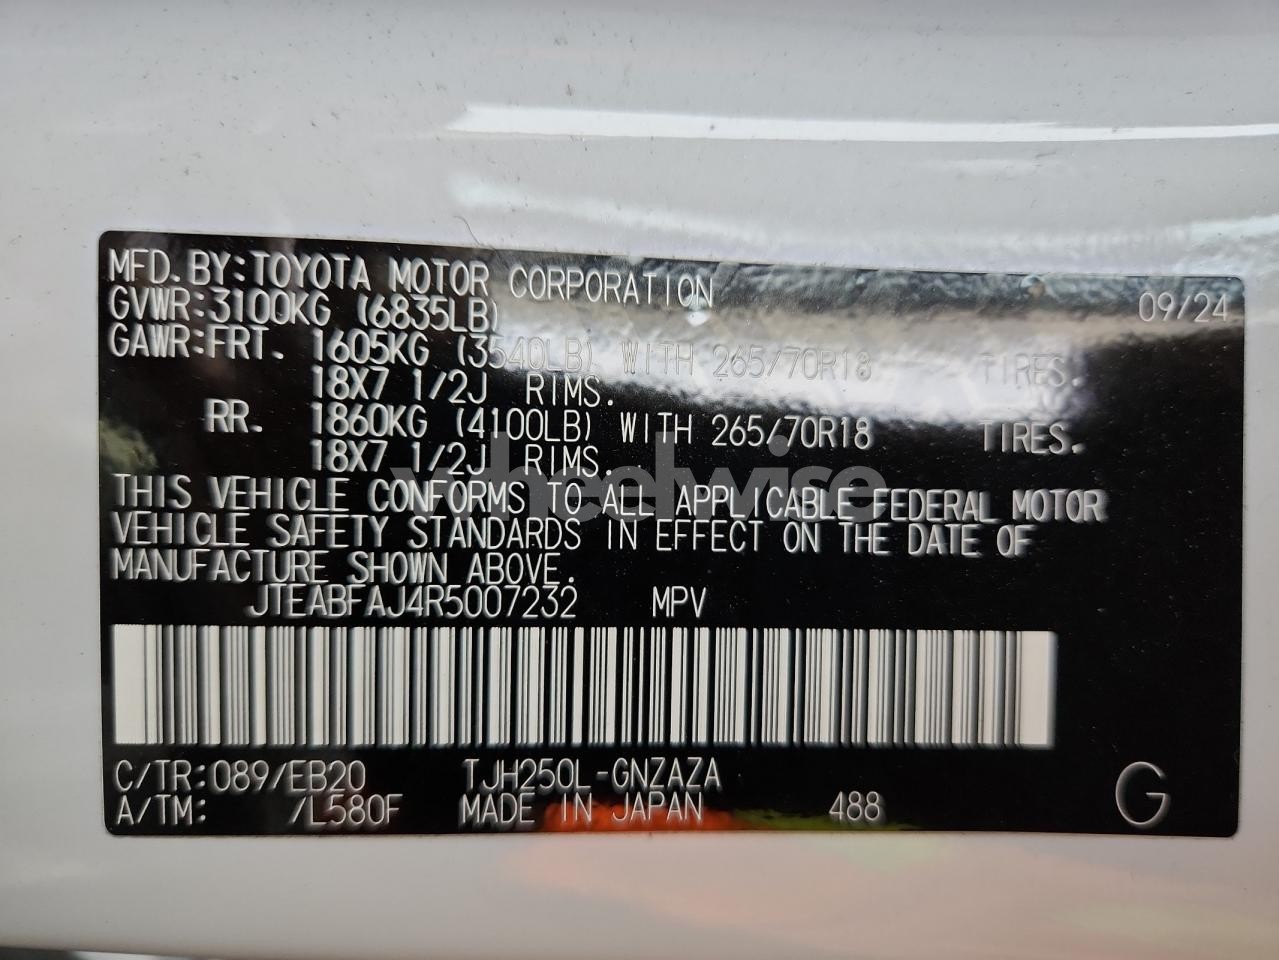 MFD. BY:TOYOTA MOTOR CORPORATION 09/24
GVWR:3100KG (6835LB)
GAWR:FRT. 1605KG (3540LB) WITH 265/70R18 TIRES.
18X7 1/2J RIMS.
RR. 1860KG (4100LB) WITH 265/70R18 TIRES.
18X7 1/2J RIMS.
wheelwise
THIS VEHICLE CONFORMS TO ALL APPLICABLE FEDERAL MOTOR
VEHICLE SAFETY STANDARDS IN EFFECT ON THE DATE OF
MANUFACTURE SHOWN ABOVE.
JTEABFAJ4R5007232 MPV
C/TR:089/EB20 TJH250L-GNZAZA
A/TM: /L580F MADE IN JAPAN 488 G